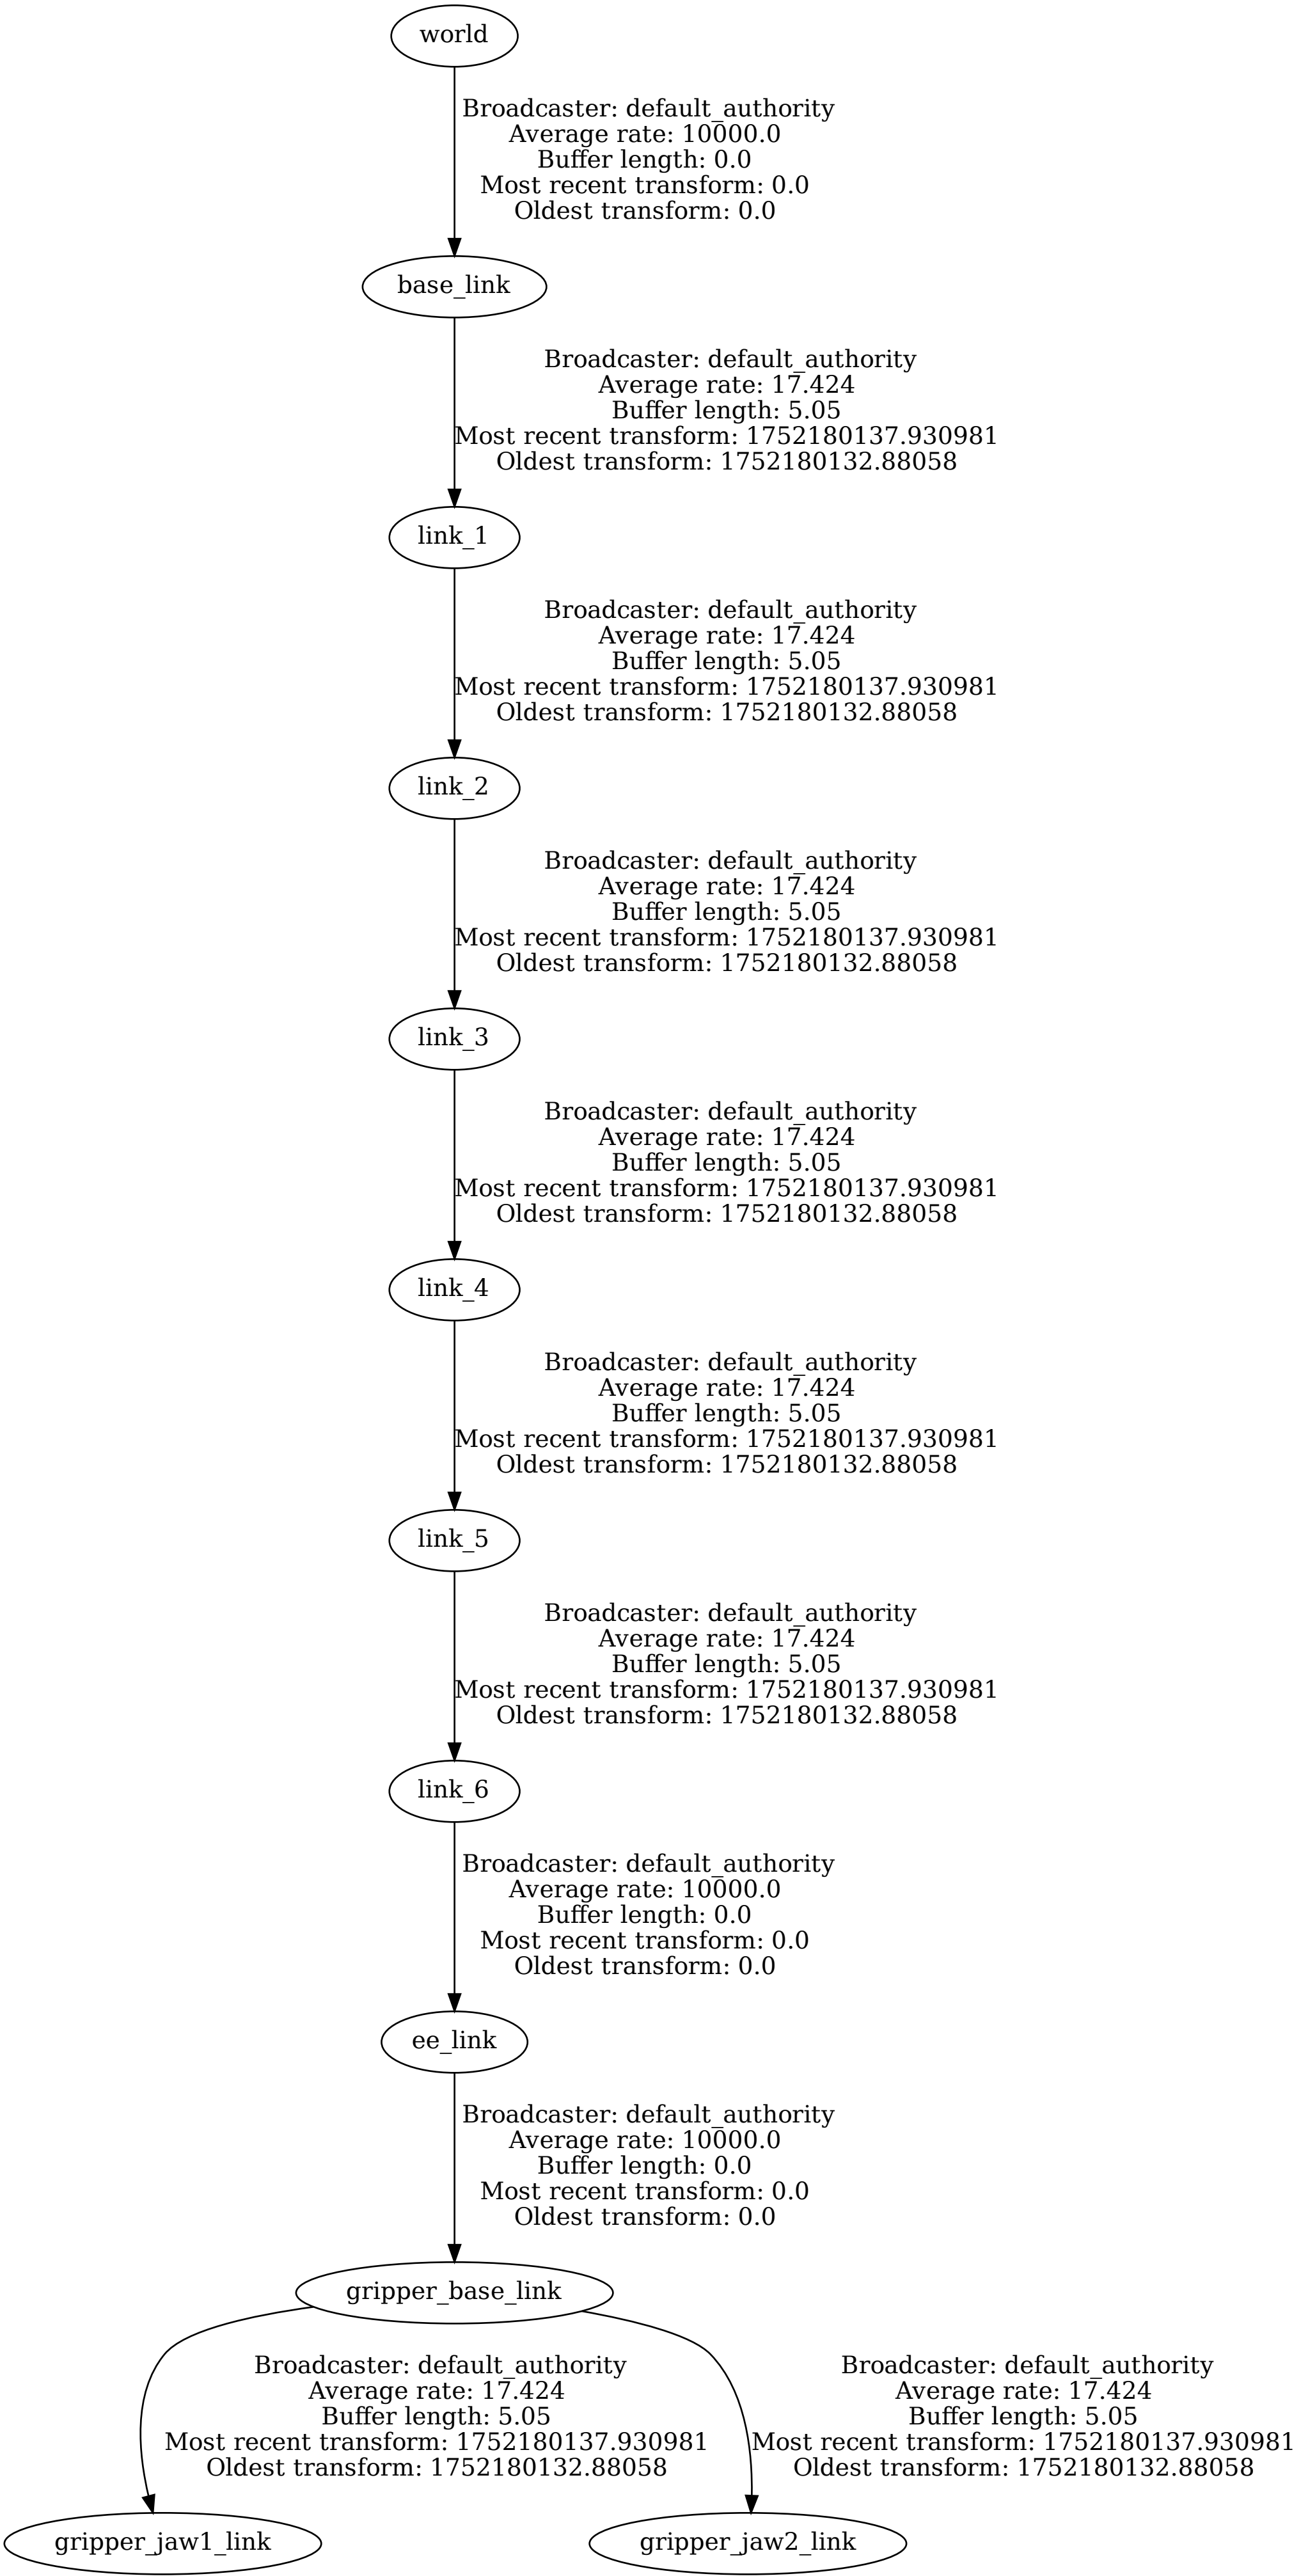 world
Broadcaster: default_authority
Average rate: 10000.0
Buffer length: 0.0
Most recent transform: 0.0
Oldest transform: 0.0
base_link
Broadcaster: default_authority
Average rate: 17.424
Buffer length: 5.05
Most recent transform: 1752180137.930981
Oldest transform: 1752180132.88058
link_1
Broadcaster: default_authority
Average rate: 17.424
Buffer length: 5.05
Most recent transform: 1752180137.930981
Oldest transform: 1752180132.88058
link_2
Broadcaster: default_authority
Average rate: 17.424
Buffer length: 5.05
Most recent transform: 1752180137.930981
Oldest transform: 1752180132.88058
link_3
Broadcaster: default_authority
Average rate: 17.424
Buffer length: 5.05
Most recent transform: 1752180137.930981
Oldest transform: 1752180132.88058
link_4
Broadcaster: default_authority
Average rate: 17.424
Buffer length: 5.05
Most recent transform: 1752180137.930981
Oldest transform: 1752180132.88058
link_5
Broadcaster: default_authority
Average rate: 17.424
Buffer length: 5.05
Most recent transform: 1752180137.930981
Oldest transform: 1752180132.88058
link_6
Broadcaster: default_authority
Average rate: 10000.0
Buffer length: 0.0
Most recent transform: 0.0
Oldest transform: 0.0
ee_link
Broadcaster: default_authority
Average rate: 10000.0
Buffer length: 0.0
Most recent transform: 0.0
Oldest transform: 0.0
gripper_base_link
Broadcaster: default_authority
Average rate: 17.424
Buffer length: 5.05
Most recent transform: 1752180137.930981
Oldest transform: 1752180132.88058
Broadcaster: default_authority
Average rate: 17.424
Buffer length: 5.05
Most recent transform: 1752180137.930981
Oldest transform: 1752180132.88058
gripper_jaw1_link
gripper_jaw2_link